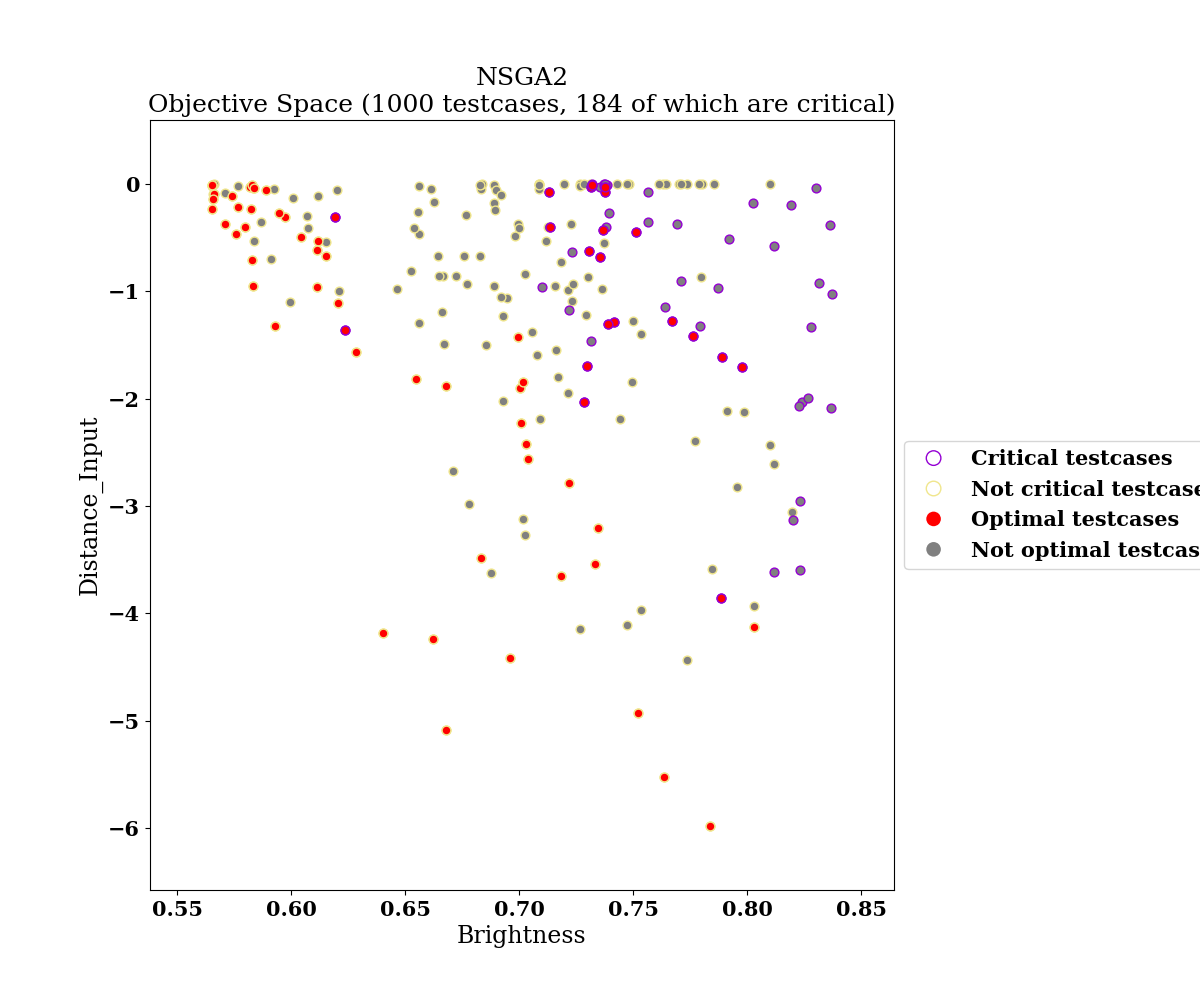 NSGA2
Objective Space (1000 testcases, 184 of which are critical)
0
−1
−2
−3
−4
−5
−6
Distance_Input
0.55 0.60 0.65 0.70 0.75 0.80 0.85
Brightness
Critical testcases
Not critical testcase
Optimal testcases
Not optimal testcas